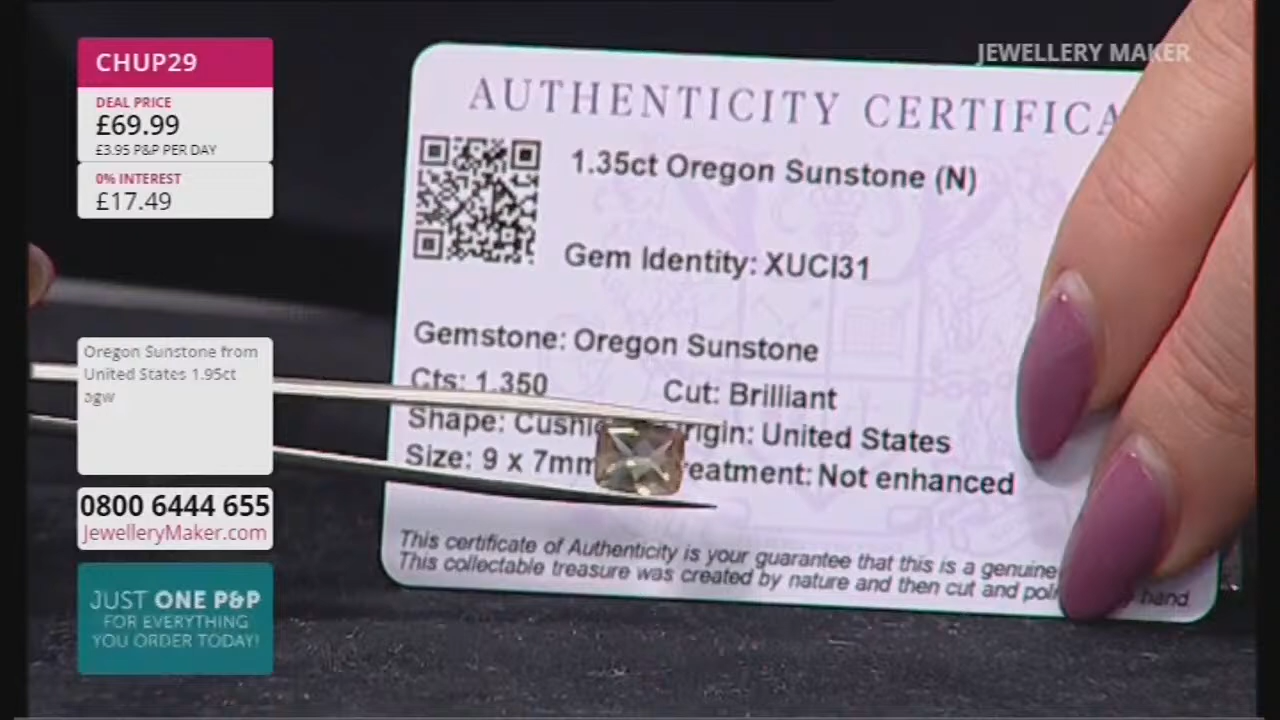 CHUP29
DEAL PRICE
£69.99
£3.95 P&P PER DAY
0% INTEREST
£17.49
Oregon Sunstone from
United States 1.95ct
agw
0800 6444 655
JewelleryMaker.com
JUST ONE P&P
FOR EVERYTHING
YOU ORDER TODAY!
JEWELLERY MAKER
AUTHENTICITY CERTIFICA
1.35ct Oregon Sunstone (N)
Gem Identity: XUCI31
Gemstone: Oregon Sunstone
Cts: 1.350 Cut: Brilliant
Shape: Cushi rigin: United States
Size: 9 x 7mm reatment: Not enhanced
This certificate of Authenticity is your guarantee that this is a genuine
This collectable treasure was created by nature and then cut and poli hand